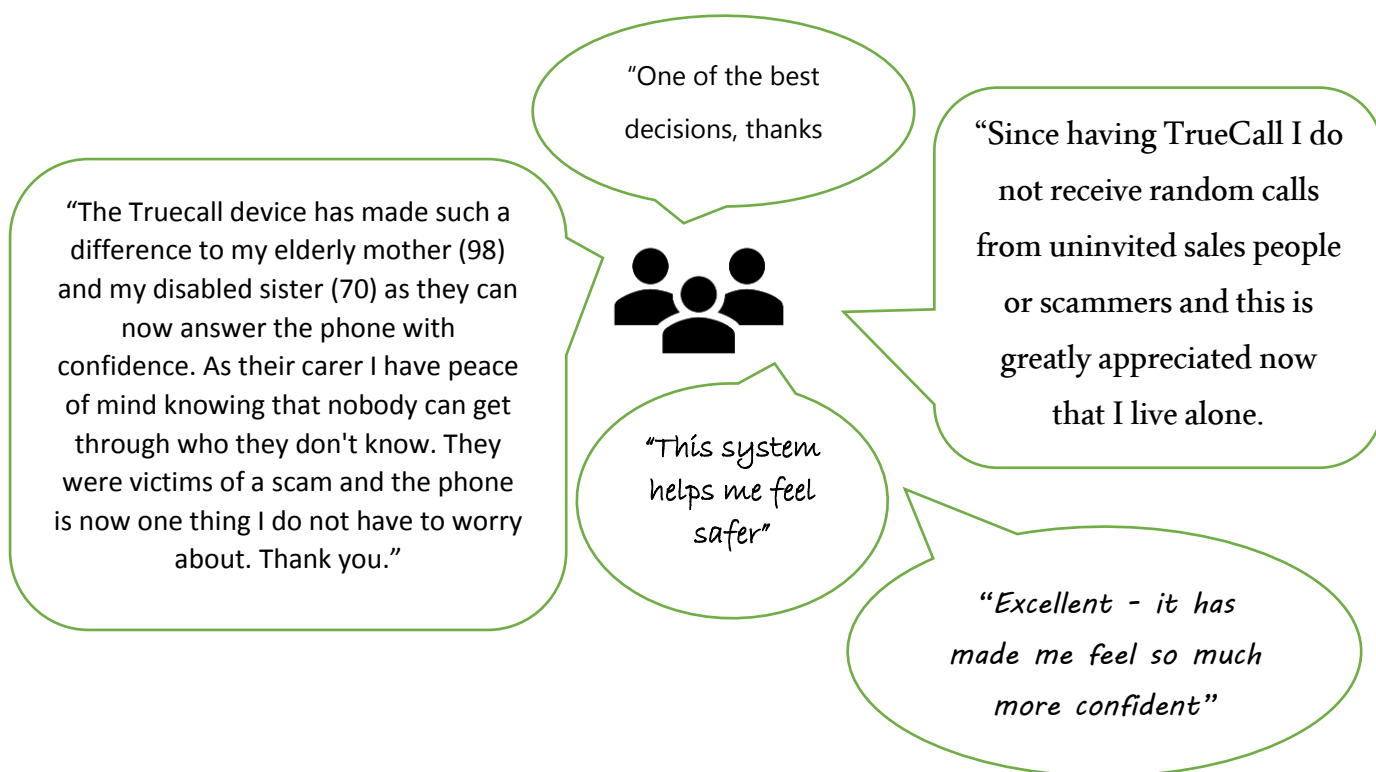 “One of the best
decisions, thanks
“Since having TrueCall I do
not receive random calls
from uninvited sales people
or scammers and this is
greatly appreciated now
that I live alone.
“The Truecall device has made such a
difference to my elderly mother (98)
and my disabled sister (70) as they can
now answer the phone with
confidence. As their carer I have peace
of mind knowing that nobody can get
through who they don't know. They
were victims of a scam and the phone
is now one thing I do not have to worry
about. Thank you.”
“This system
helps me feel
safer”
“Excellent - it has
made me feel so much
more confident”